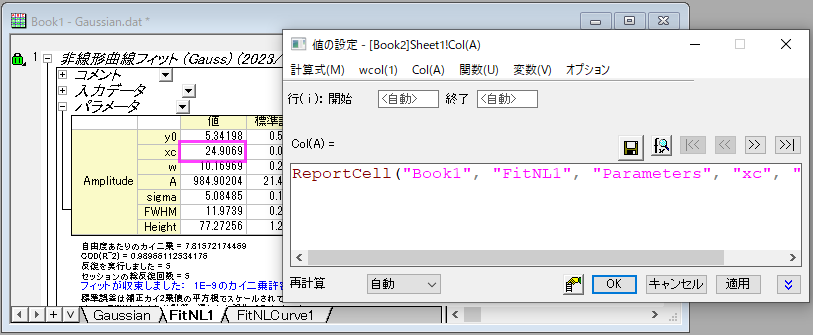 Book1 - Gaussian.dat *
1
非線形曲線フィット (Gauss) (2023/
コメント
入力データ
パラメータ
値 標準誤
y0 5.34198 0.5
xc 24.9069 0.0
w 10.16969 0.2
Amplitude A 984.90204 21.4
sigma 5.08485 0.1
FWHM 11.9739 0.2
Height 77.27256 1.2
自由度あたりのカイ二乗 = 7.81572174459
COD(R^2) = 0.98956112534176
反復を実行しました = 5
セッションの総反復回数 = 5
フィットが収束しました: 1E-9のカイ二乗許容
標準誤差は補正カイ2乗値の平方根でスケールされて
Gaussian FitNL1 FitNLCurve1
値の設定 - [Book2]Sheet1!Col(A)
計算式(M) wcol(1) Col(A) 関数(U) 変数(V) オプション
行(i): 開始 <自動> 終了 <自動>
Col(A) =
ReportCell("Book1", "FitNL1", "Parameters", "xc", "
再計算 自動 OK キャンセル 適用